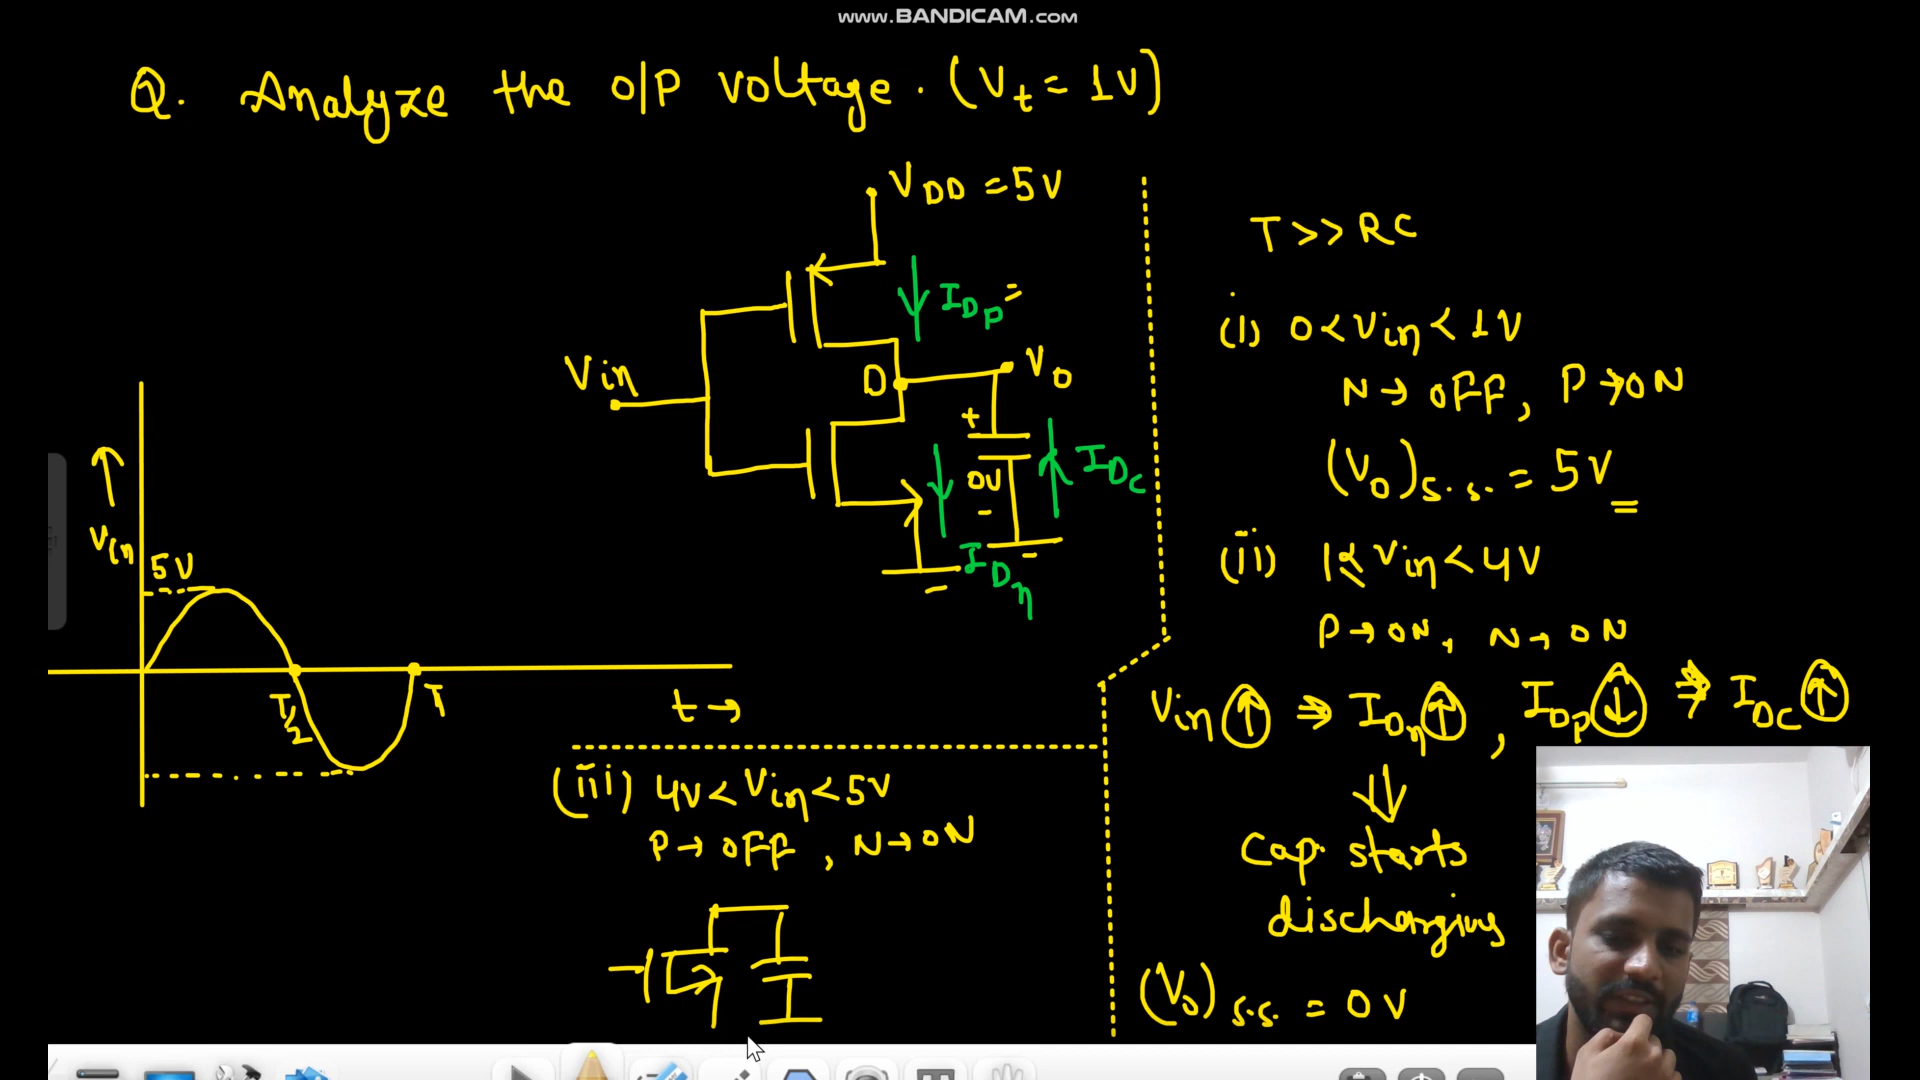 www.BANDICAM.com
Q. Analyze the o/p voltage. (Vt = 1V)
VDD = 5V
IDp =
Vin
D
Vo
+
0V
-
IDc
IDn
Vin
5V
T/2
T
t →
T >> RC
(i) 0 < Vin < 1V
N → OFF, P → ON
(Vo)s.s. = 5V
(ii) 1 < Vin < 4V
P → ON, N → ON
Vin ↑ ⇒ IDn ↑, IDp ↓ ⇒ IDC ↑
⇓
Cap. starts
discharging
(Vo)s.s. = 0V
(iii) 4V < Vin < 5V
P → OFF, N → ON